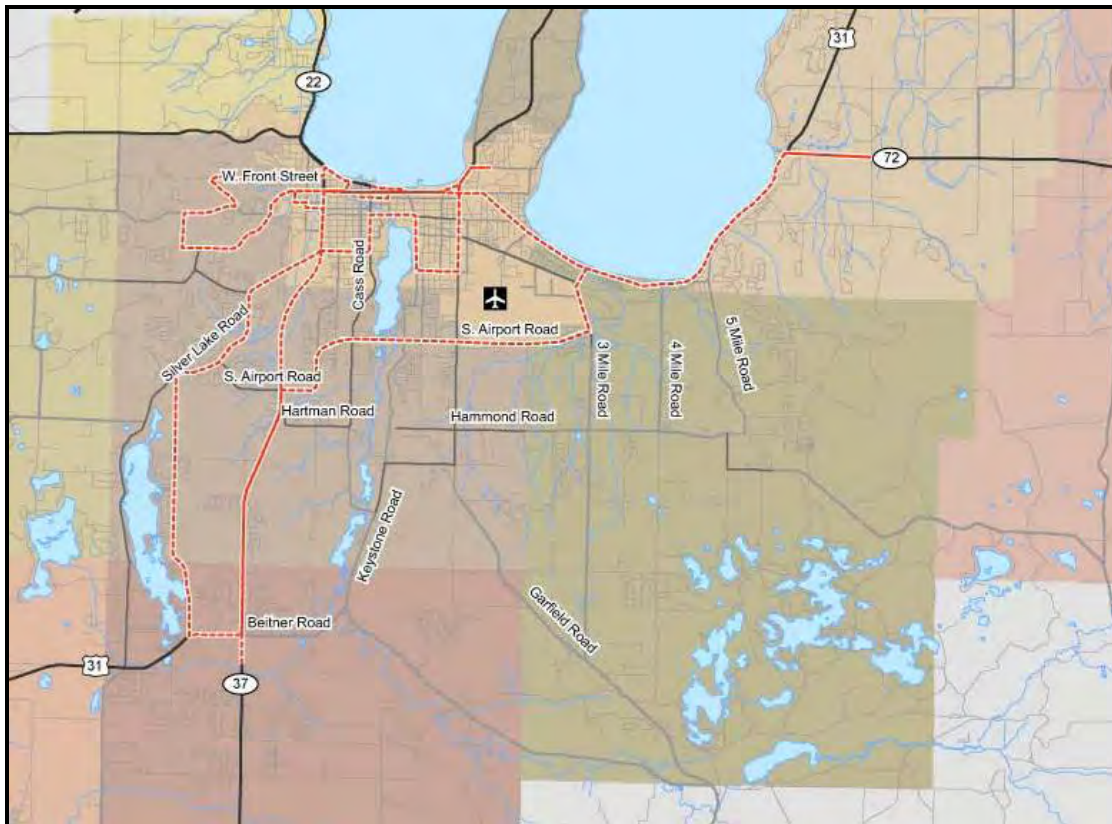 31
22
72
W. Front Street
Cass Road
S. Airport Road
Silver Lake Road
3 Mile Road
4 Mile Road
5 Mile Road
S. Airport Road
Hartman Road
Hammond Road
Keystone Road
Garfield Road
Beitner Road
31
37